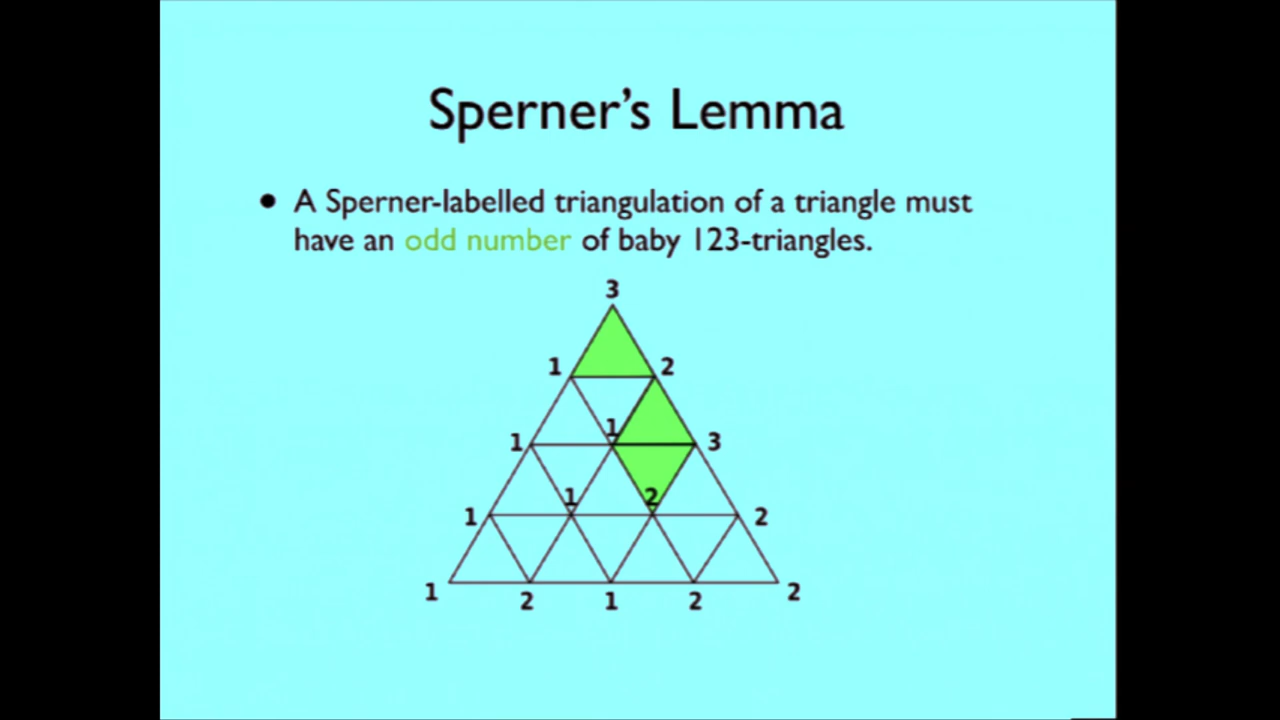 Sperner's Lemma
• A Sperner-labelled triangulation of a triangle must
have an odd number of baby 123-triangles.
3
1 2
1 1 3
1 1 2 2
1 2 1 2 2